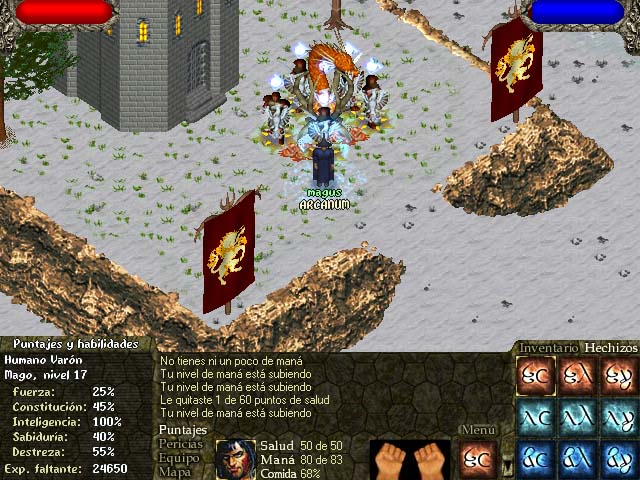 magus
ARCANUM
Puntajes y habilidades
Humano Varón
Mago, nivel 17
Fuerza: 25%
Constitución: 45%
Inteligencia: 100%
Sabiduría: 40%
Destreza: 55%
Exp. faltante: 24650
No tienes ni un poco de maná
Tu nivel de maná está subiendo
Tu nivel de maná está subiendo
Le quitaste 1 de 60 puntos de salud
Tu nivel de maná está subiendo
Puntajes
Pericias
Equipo
Mapa
Salud 50 de 50
Maná 80 de 83
Comida 68%
Inventario Hechizos
Menú